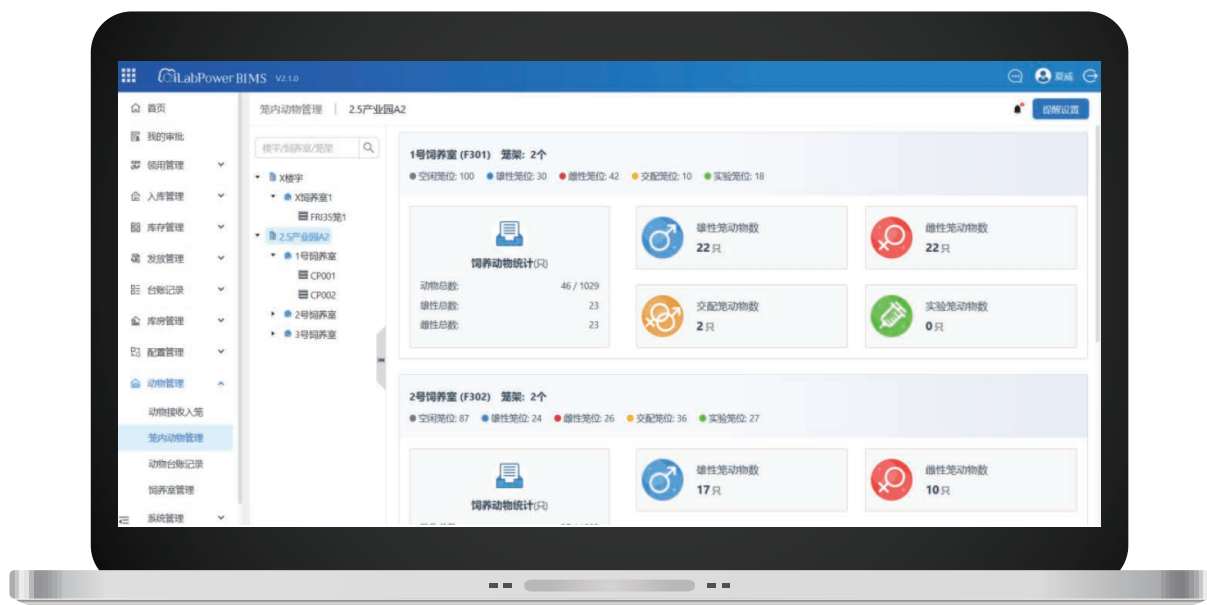 iLabPower BIMS V2.1.0
夏威
首页
我的审批
领用管理
入库管理
库存管理
发放管理
台账记录
库房管理
配置管理
动物管理
动物接收入笼
笼内动物管理
动物台账记录
饲养室管理
系统管理
笼内动物管理 | 2.5产业园A2
提醒设置
楼宇/饲养室/笼架
X楼宇
X饲养室1
FRI35笼1
2.5产业园A2
1号饲养室
CP001
CP002
2号饲养室
3号饲养室
1号饲养室 (F301) 笼架: 2个
空闲笼位: 100 雄性笼位: 30 雌性笼位: 42 交配笼位: 10 实验笼位: 18
饲养动物统计(只)
动物总数: 46 / 1029
雄性总数: 23
雌性总数: 23
雄性笼动物数
22 只
雌性笼动物数
22 只
交配笼动物数
2 只
实验笼动物数
0 只
2号饲养室 (F302) 笼架: 2个
空闲笼位: 87 雄性笼位: 24 雌性笼位: 26 交配笼位: 36 实验笼位: 27
饲养动物统计(只)
雄性笼动物数
17 只
雌性笼动物数
10 只